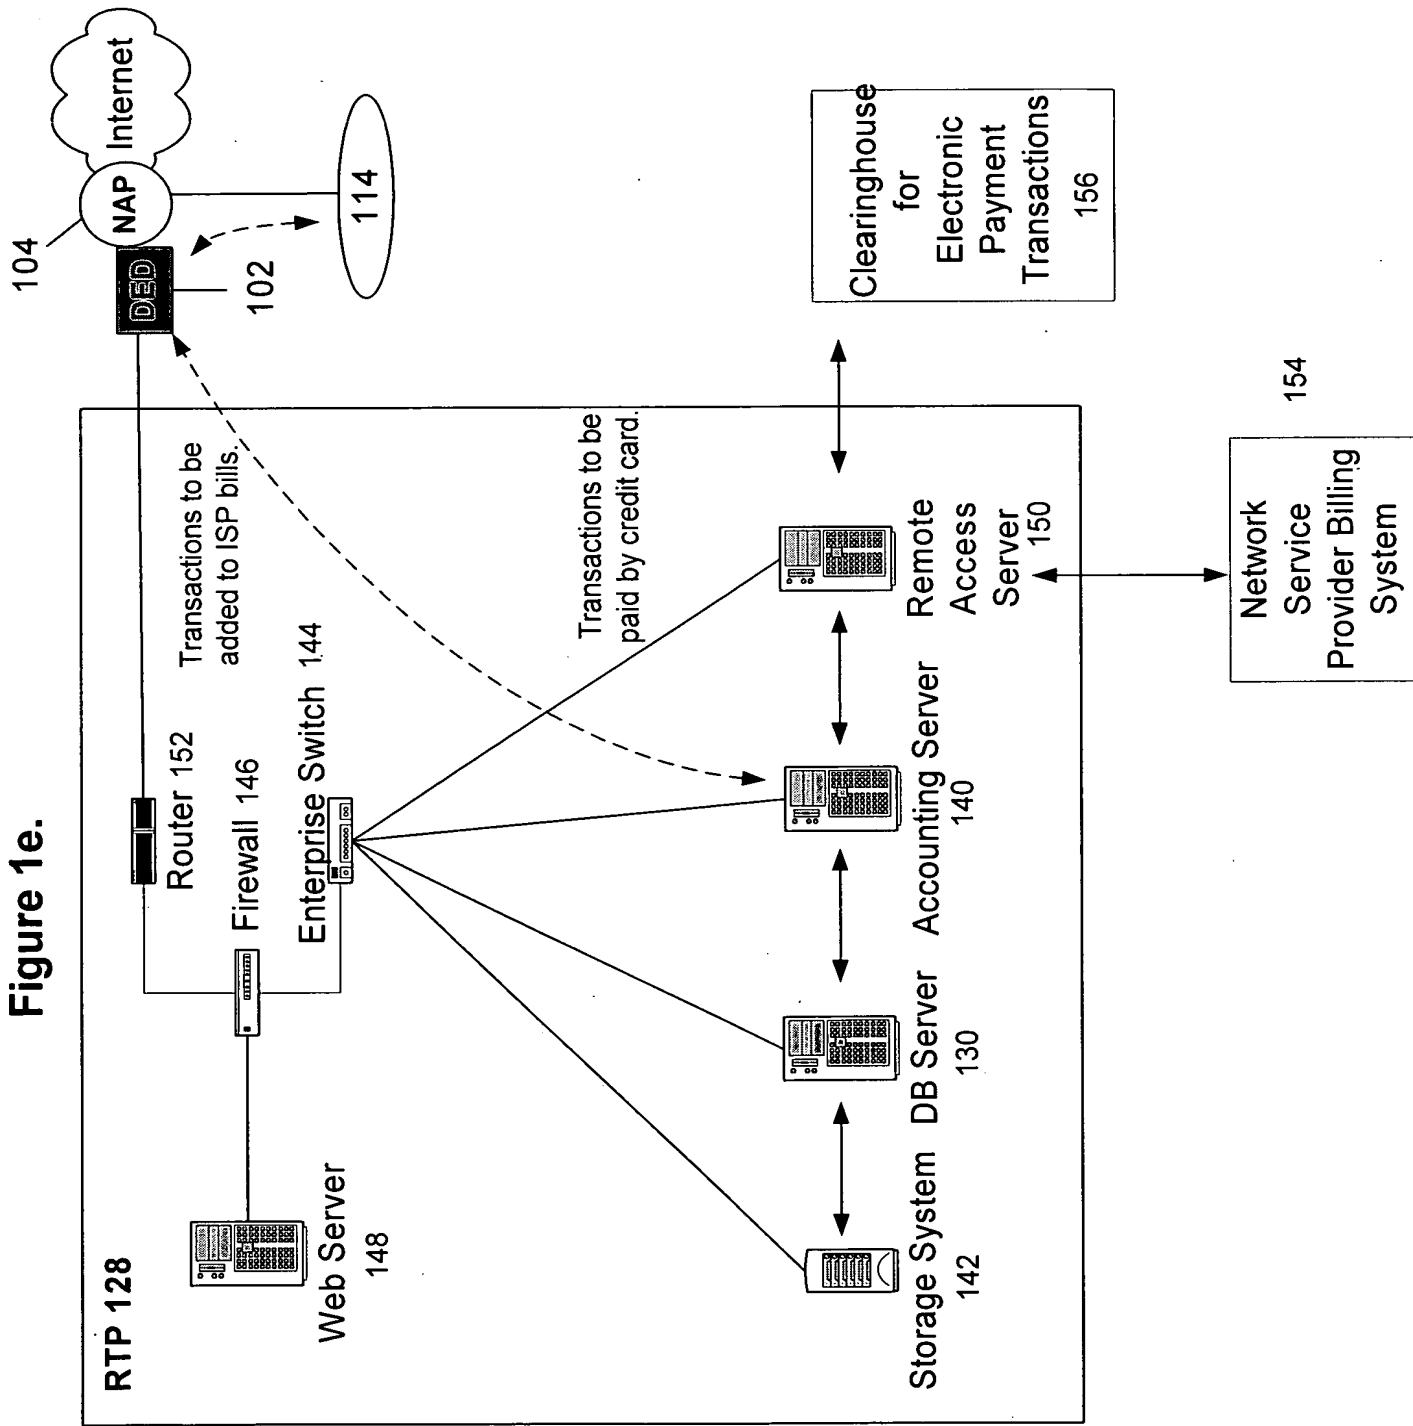 Figure 1e.
RTP 128
Web Server
148
Router 152
Firewall 146
Enterprise Switch 144
Transactions to be
added to ISP bills.
104
NAP
Internet
DED
102
114
Transactions to be
paid by credit card.
Storage System
142
DB Server
130
Accounting Server
140
Remote
Access
Server
150
Clearinghouse
for
Electronic
Payment
Transactions
156
154
Network
Service
Provider Billing
System